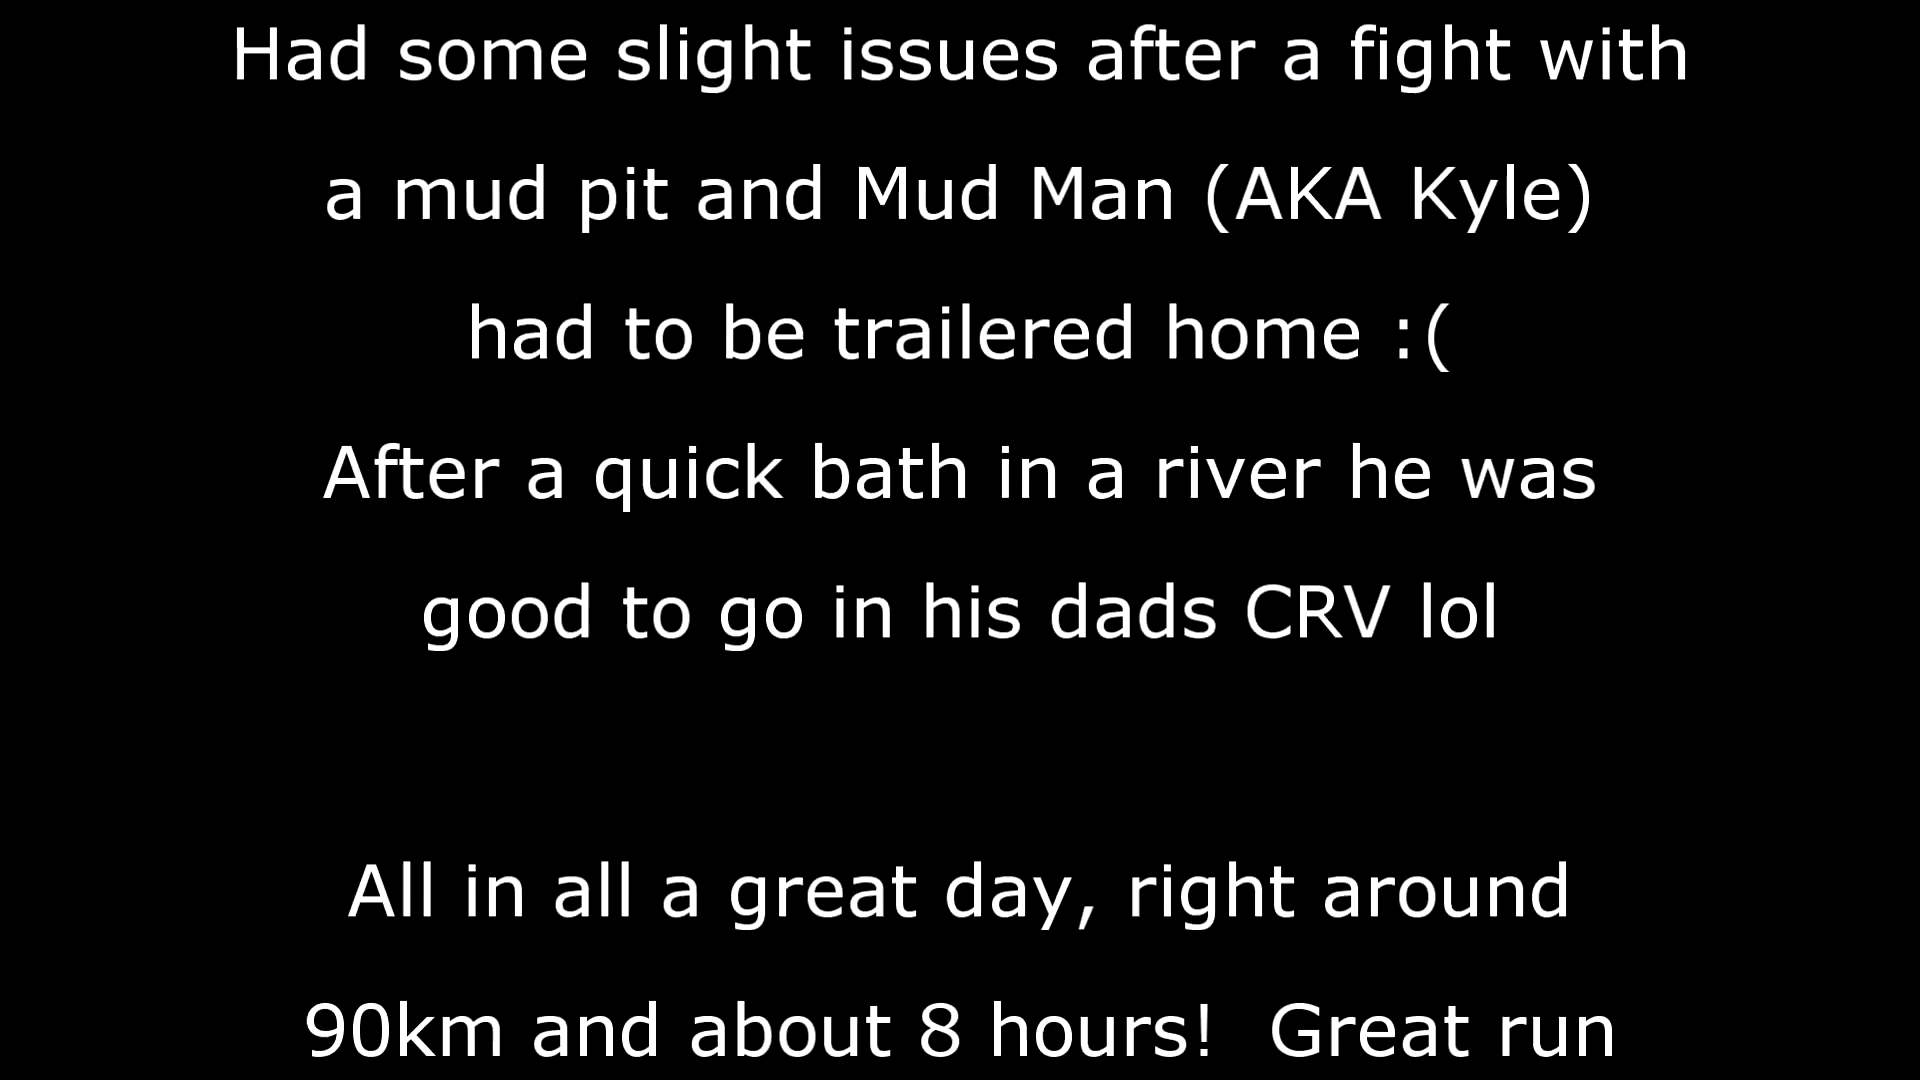 Had some slight issues after a fight with
a mud pit and Mud Man (AKA Kyle)
had to be trailered home :(
After a quick bath in a river he was
good to go in his dads CRV lol
All in all a great day, right around
90km and about 8 hours!  Great run